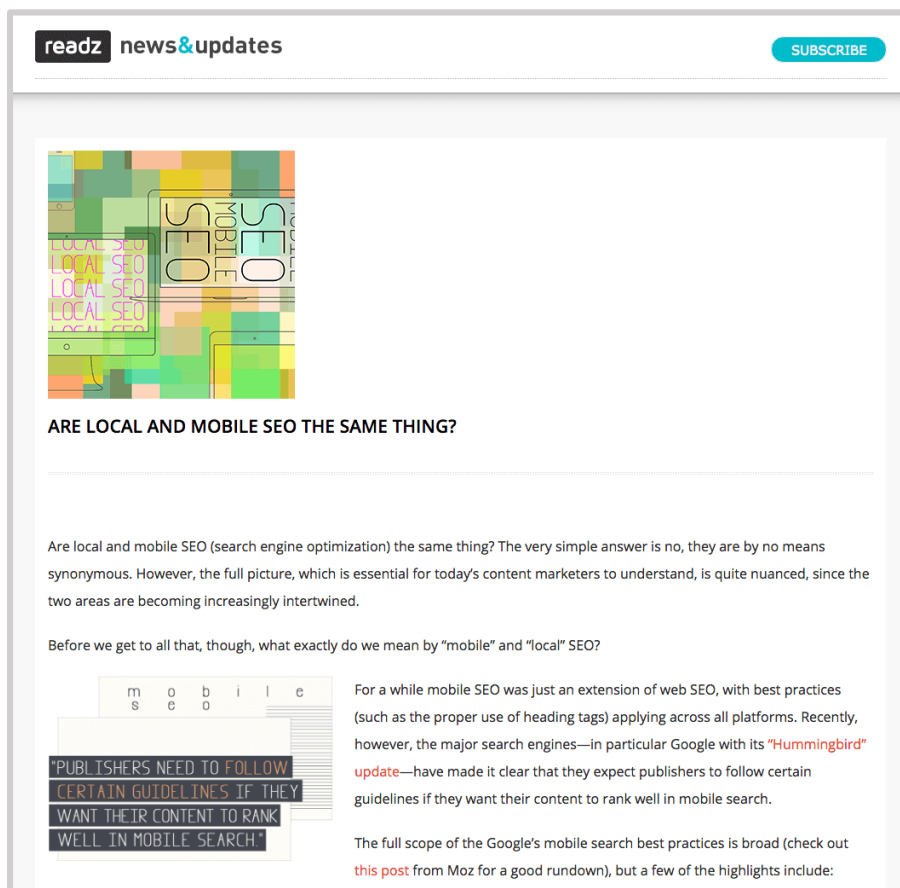 readz news&updates
SUBSCRIBE
SEO
MOBILE
SEO
LOCAL SEO
LOCAL SEO
LOCAL SEO
LOCAL SEO
LOCAL SEO
ARE LOCAL AND MOBILE SEO THE SAME THING?
Are local and mobile SEO (search engine optimization) the same thing? The very simple answer is no, they are by no means
synonymous. However, the full picture, which is essential for today’s content marketers to understand, is quite nuanced, since the
two areas are becoming increasingly intertwined.
Before we get to all that, though, what exactly do we mean by “mobile” and “local” SEO?
mobile
seo
"PUBLISHERS NEED TO FOLLOW
CERTAIN GUIDELINES IF THEY
WANT THEIR CONTENT TO RANK
WELL IN MOBILE SEARCH."
For a while mobile SEO was just an extension of web SEO, with best practices
(such as the proper use of heading tags) applying across all platforms. Recently,
however, the major search engines—in particular Google with its “Hummingbird”
update—have made it clear that they expect publishers to follow certain
guidelines if they want their content to rank well in mobile search.
The full scope of the Google’s mobile search best practices is broad (check out
this post from Moz for a good rundown), but a few of the highlights include: